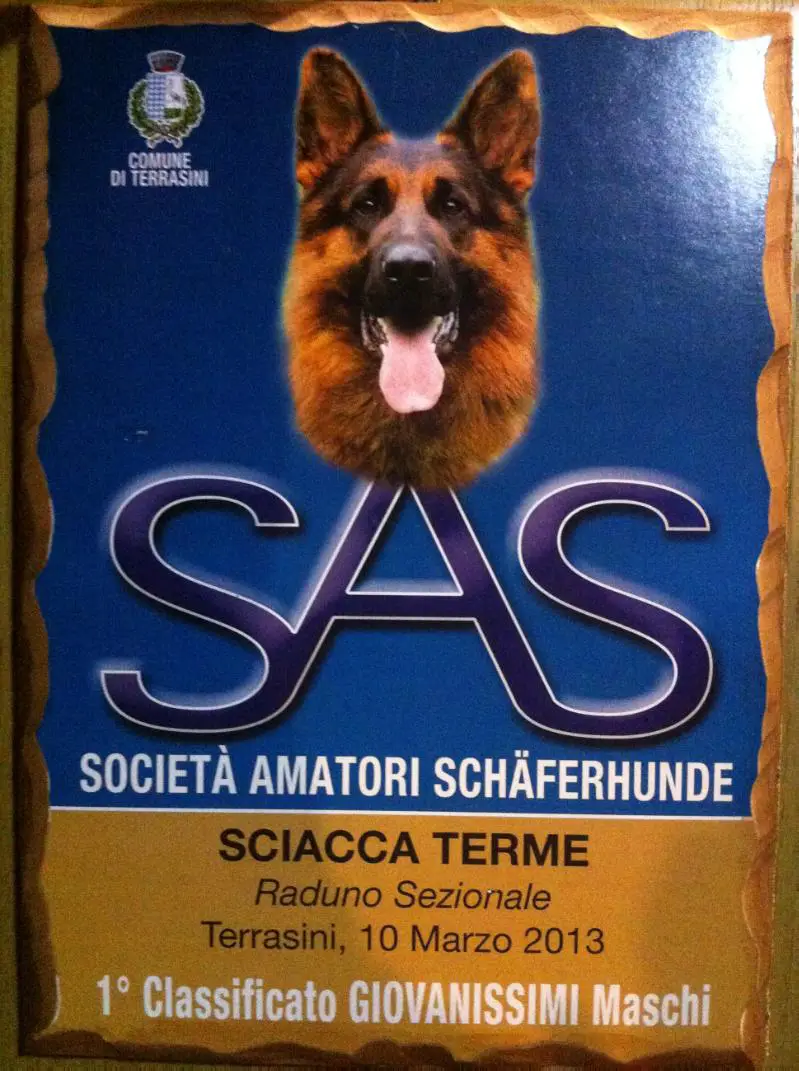 COMUNE
DI TERRASINI
SAS
SOCIETÀ AMATORI SCHÄFERHUNDE
SCIACCA TERME
Raduno Sezionale
Terrasini, 10 Marzo 2013
1° Classificato GIOVANISSIMI Maschi